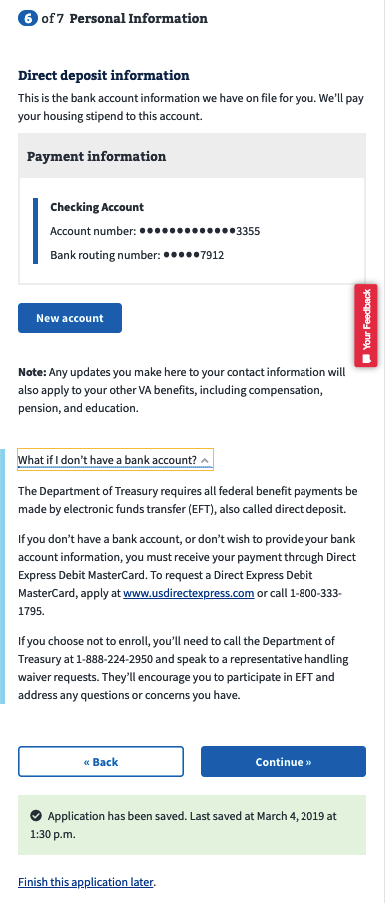 6 of 7 Personal Information
Direct deposit information
This is the bank account information we have on file for you. We'll pay
your housing stipend to this account.
Payment information
Checking Account
Account number: •••••••••••••3355
Bank routing number: •••••7912
New account
Your Feedback
Note: Any updates you make here to your contact information will
also apply to your other VA benefits, including compensation,
pension, and education.
What if I don't have a bank account?
The Department of Treasury requires all federal benefit payments be
made by electronic funds transfer (EFT), also called direct deposit.
If you don't have a bank account, or don't wish to provide your bank
account information, you must receive your payment through Direct
Express Debit MasterCard. To request a Direct Express Debit
MasterCard, apply at www.usdirectexpress.com or call 1-800-333-
1795.
If you choose not to enroll, you'll need to call the Department of
Treasury at 1-888-224-2950 and speak to a representative handling
waiver requests. They'll encourage you to participate in EFT and
address any questions or concerns you have.
« Back
Continue »
Application has been saved. Last saved at March 4, 2019 at
1:30 p.m.
Finish this application later.